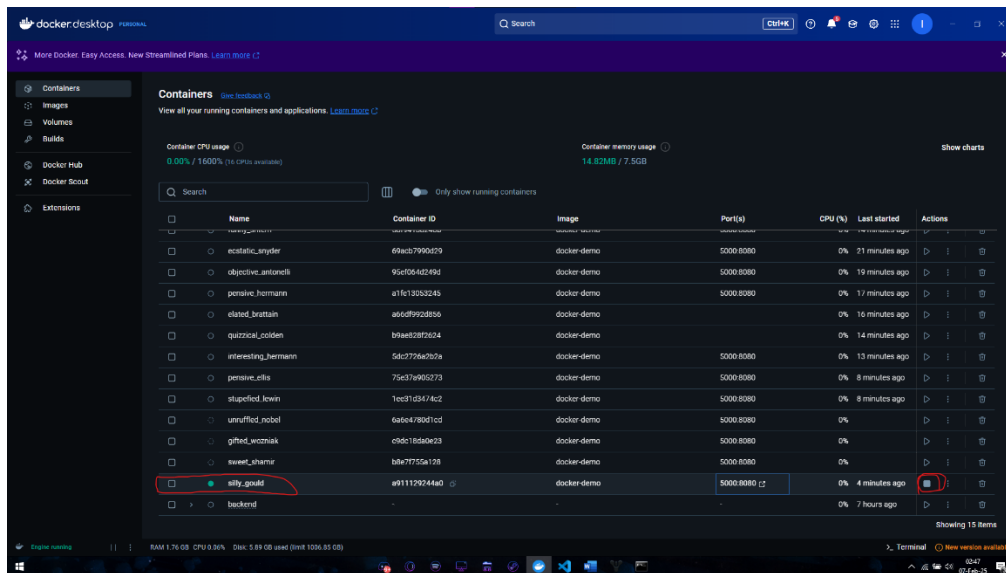 docker.desktop PERSONAL
Search
Ctrl+K
I
More Docker. Easy Access. New Streamlined Plans. Learn more
Containers
Images
Volumes
Builds
Docker Hub
Docker Scout
Extensions
Containers Give feedback
View all your running containers and applications. Learn more
Container CPU usage
0.00% / 1600% (16 CPUs available)
Container memory usage
14.82MB / 7.5GB
Show charts
Search
Only show running containers
Name Container ID Image Port(s) CPU (%) Last started Actions
ecstatic_snyder 69acb7990d29 docker-demo 5000:8080 0% 21 minutes ago
objective_antonelli 95ef064d249d docker-demo 5000:8080 0% 19 minutes ago
pensive_hermann a1fe13053245 docker-demo 5000:8080 0% 17 minutes ago
elated_brattain a66df992d856 docker-demo 0% 16 minutes ago
quizzical_colden b9ae828f2624 docker-demo 0% 14 minutes ago
interesting_hermann 5dc2726a2b2a docker-demo 5000:8080 0% 13 minutes ago
pensive_ellis 75e37a905273 docker-demo 5000:8080 0% 8 minutes ago
stupefied_lewin 1ee31d3474c2 docker-demo 5000:8080 0% 8 minutes ago
unruffled_nobel 6a6e4780d1cd docker-demo 5000:8080 0%
gifted_wozniak c9dc18da0e23 docker-demo 5000:8080 0%
sweet_shamir b8e7f755a128 docker-demo 5000:8080 0%
silly_gould a911129244a0 docker-demo 5000:8080 0% 4 minutes ago
backend - - - 0% 7 hours ago
Showing 15 items
Engine running
RAM 1.76 GB CPU 0.06% Disk: 5.89 GB used (limit 1006.85 GB)
Terminal
New version available
02:47
07-Feb-25